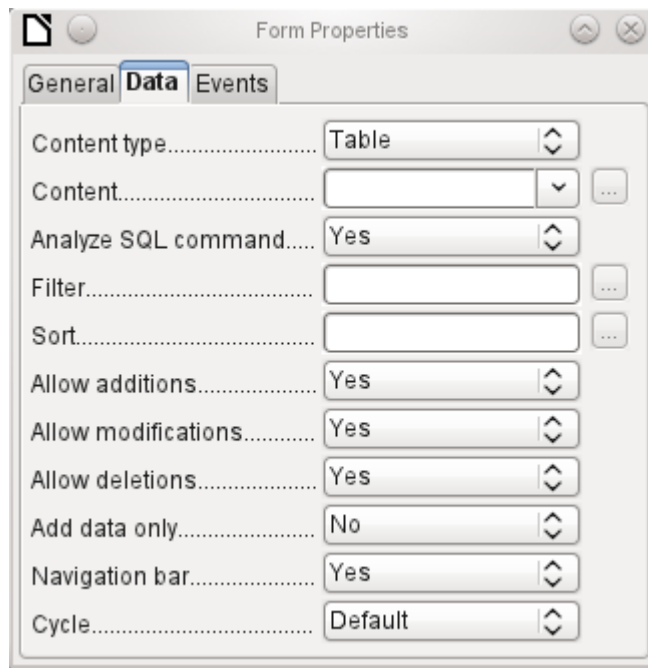 Form Properties
General Data Events
Content type........................ Table
Content................................
Analyze SQL command..... Yes
Filter.....................................
Sort.......................................
Allow additions.................... Yes
Allow modifications............ Yes
Allow deletions................... Yes
Add data only...................... No
Navigation bar.................... Yes
Cycle.................................... Default